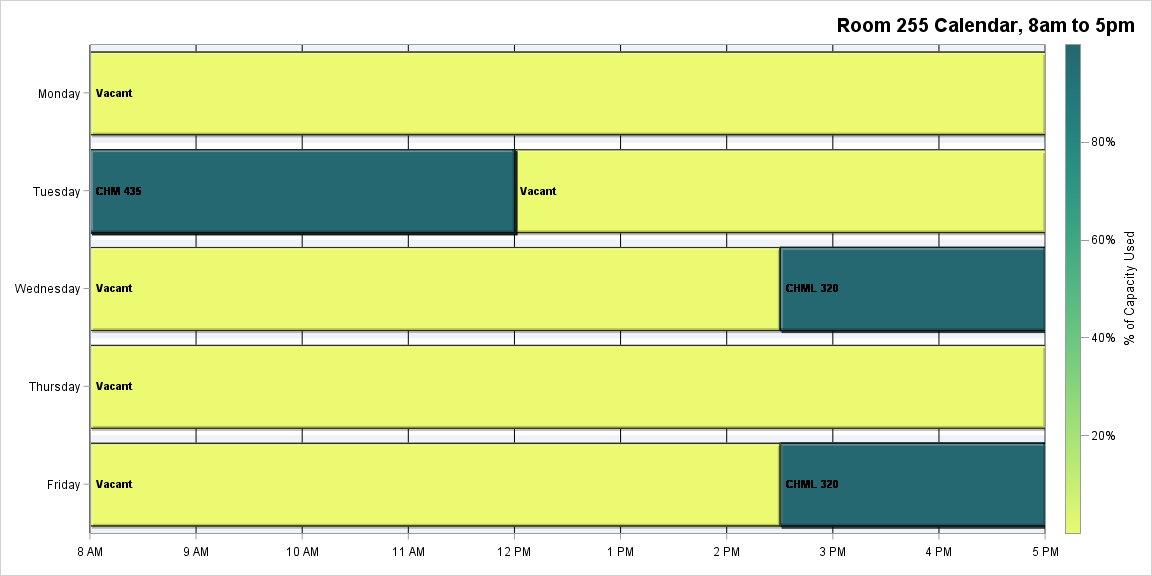 Room 255 Calendar, 8am to 5pm
Monday
Vacant
Tuesday
CHM 435
Vacant
Wednesday
Vacant
CHML 320
Thursday
Vacant
Friday
Vacant
CHML 320
8 AM 9 AM 10 AM 11 AM 12 PM 1 PM 2 PM 3 PM 4 PM 5 PM
80%
60%
40%
20%
% of Capacity Used